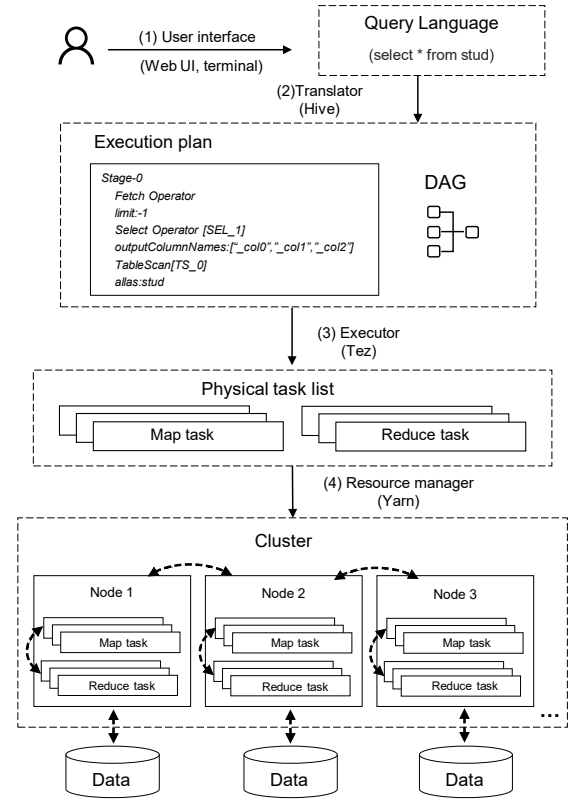 (1) User interface
(Web UI, terminal)
Query Language
(select * from stud)
(2)Translator
(Hive)
Execution plan
Stage-0
Fetch Operator
limit:-1
Select Operator [SEL_1]
outputColumnNames:["_col0","_col1","_col2"]
TableScan[TS_0]
allas:stud
DAG
(3) Executor
(Tez)
Physical task list
Map task
Reduce task
(4) Resource manager
(Yarn)
Cluster
Node 1
Map task
Reduce task
Node 2
Map task
Reduce task
Node 3
Map task
Reduce task
...
Data
Data
Data